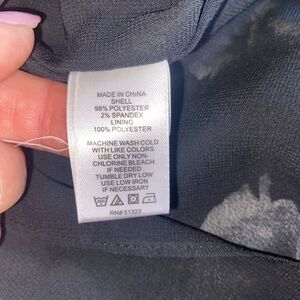 MADE IN CHINA
SHELL
98% POLYESTER
2% SPANDEX
LINING
100% POLYESTER
MACHINE WASH COLD
WITH LIKE COLORS
USE ONLY NON-
CHLORINE BLEACH
IF NEEDED
TUMBLE DRY LOW
USE LOW IRON
IF NECESSARY
RN# 51323